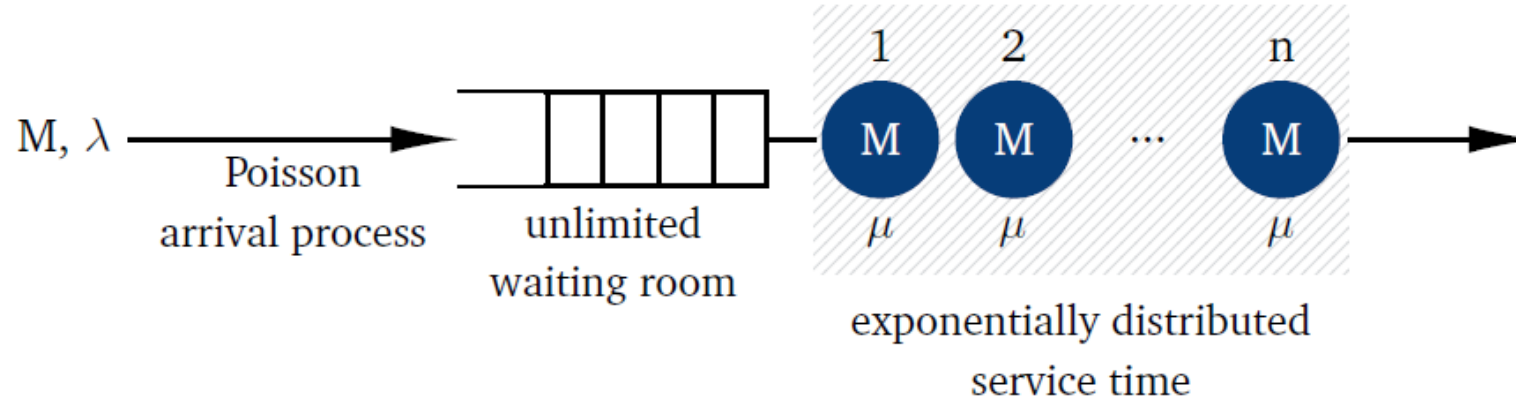 1 2 n
M, λ
M M ... M
Poisson
arrival process
unlimited
waiting room
μ μ μ
exponentially distributed
service time